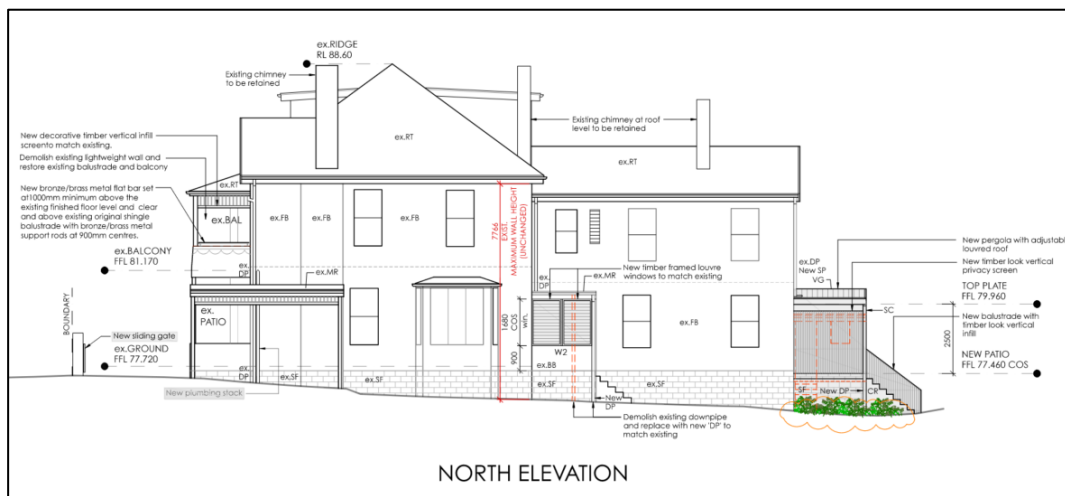 ex.RIDGE
RL 88.60
Existing chimney
to be retained
Existing chimney at roof
level to be retained
ex.RT
ex.RT
New decorative timber vertical infill
screento match existing.
Demolish existing lightweight wall and
restore existing balustrade and balcony
New bronze/brass metal flat bar set
at1000mm minimum above the
existing finished floor level and clear
and above existing original shingle
balustrade with bronze/brass metal
support rods at 900mm centres.
ex.RT
ex.BAL
ex.FB
ex.FB
ex.FB
ex.FB
7766
EXIST.
MAXIMUM WALL HEIGHT
(UNCHANGED)
ex.BALCONY
FFL 81.170
ex.
DP
ex.MR
ex.
DP
ex.MR
New timber framed louvre
windows to match existing
ex.DP
New SP
VG
New pergola with adjustable
louvred roof
New timber look vertical
privacy screen
TOP PLATE
FFL 79.960
SC
New balustrade with
timber look vertical
infill
2500
NEW PATIO
FFL 77.460 COS
BOUNDARY
New sliding gate
ex.
PATIO
ex.GROUND
FFL 77.720
ex.
DP
ex.SF
ex.SF
New plumbing stack
1680
COS
win.
900
W2
ex.BB
ex.SF
ex.FB
ex.SF
New
DP
SF
New DP
CR
Demolish existing downpipe
and replace with new 'DP' to
match existing
NORTH ELEVATION